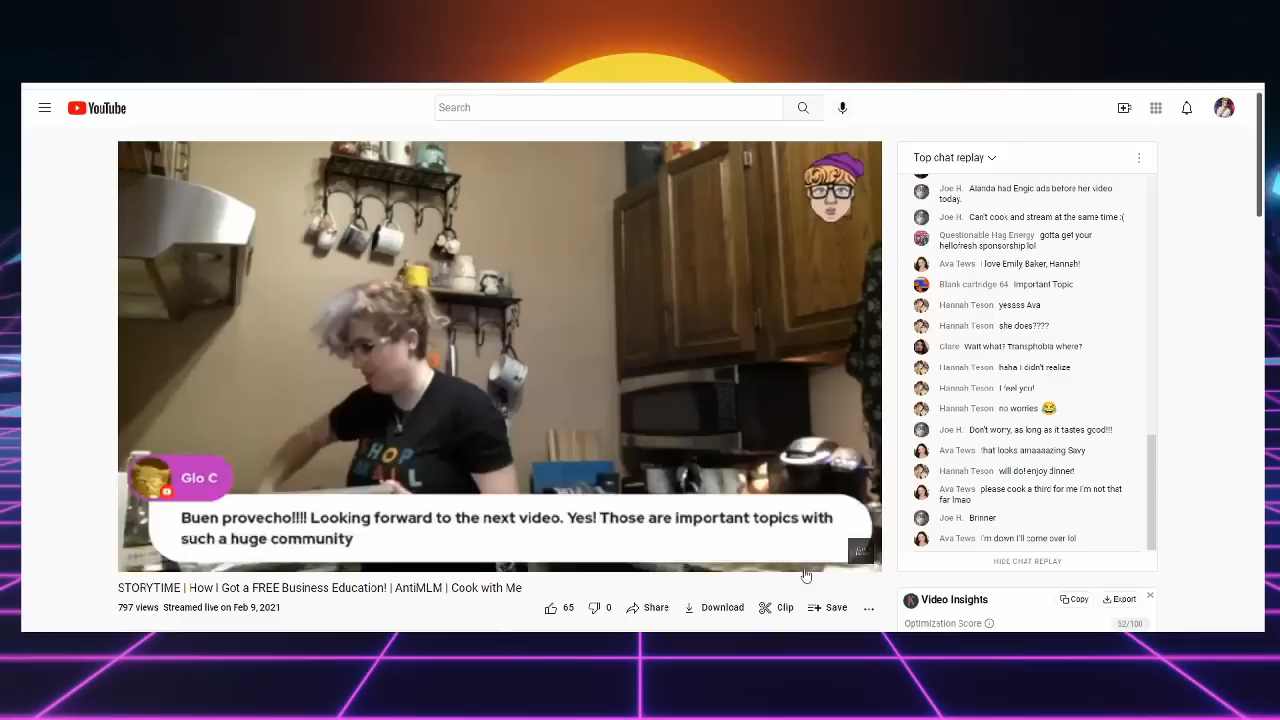 YouTube
Search
Top chat replay
Joe H. Alanda had Engic ads before her video
today.
Joe H. Can't cook and stream at the same time :(
Questionable Hag Energy gotta get your
hellofresh sponsorship lol
Ava Tews I love Emily Baker, Hannah!
Blank cartridge 64 Important Topic
Hannah Teson yessss Ava
Hannah Teson she does????
Clare Wait what? Transphobia where?
Hannah Teson haha I didn't realize
Hannah Teson I feel you!
Hannah Teson no worries 😂
Joe H. Don't worry, as long as it tastes good!!!
Ava Tews that looks amaaaazing Savy
Hannah Teson will do! enjoy dinner!
Ava Tews please cook a third for me I'm not that
far lmao
Joe H. Brinner
Ava Tews I'm down I'll come over lol
HIDE CHAT REPLAY
SHOP
Glo C
Buen provecho!!!! Looking forward to the next video. Yes! Those are important topics with
such a huge community
STORYTIME | How I Got a FREE Business Education! | AntiMLM | Cook with Me
797 views Streamed live on Feb 9, 2021
65 0 Share Download Clip Save ...
Video Insights Copy Export
Optimization Score 52/100